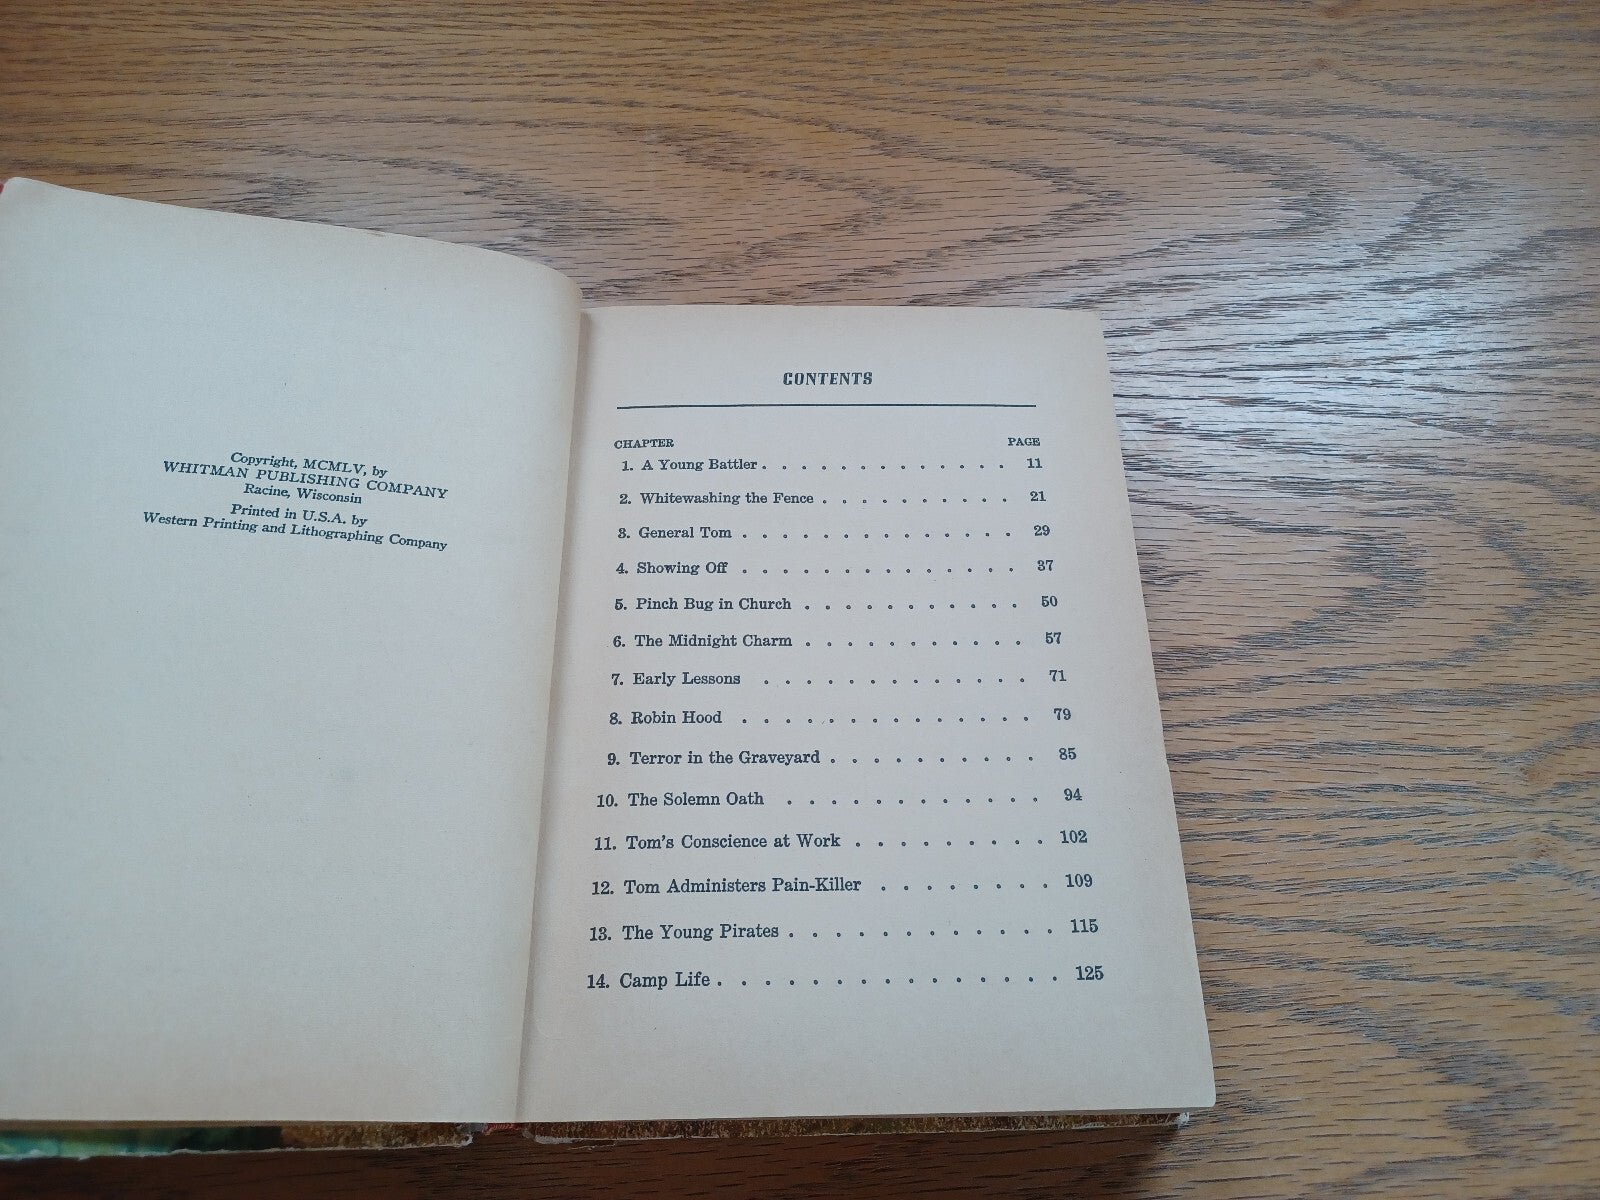 Copyright, MCMLV, by
WHITMAN PUBLISHING COMPANY
Racine, Wisconsin
Printed in U.S.A. by
Western Printing and Lithographing Company
CONTENTS
CHAPTER PAGE
1. A Young Battler . . . . . . . . . . . . . 11
2. Whitewashing the Fence . . . . . . . . . . 21
3. General Tom . . . . . . . . . . . . . . 29
4. Showing Off . . . . . . . . . . . . . . 37
5. Pinch Bug in Church . . . . . . . . . . . 50
6. The Midnight Charm . . . . . . . . . . . 57
7. Early Lessons . . . . . . . . . . . . . 71
8. Robin Hood . . . . . . . . . . . . . . 79
9. Terror in the Graveyard . . . . . . . . . . 85
10. The Solemn Oath . . . . . . . . . . . . 94
11. Tom's Conscience at Work . . . . . . . . . 102
12. Tom Administers Pain-Killer . . . . . . . . 109
13. The Young Pirates . . . . . . . . . . . . 115
14. Camp Life . . . . . . . . . . . . . . . 125